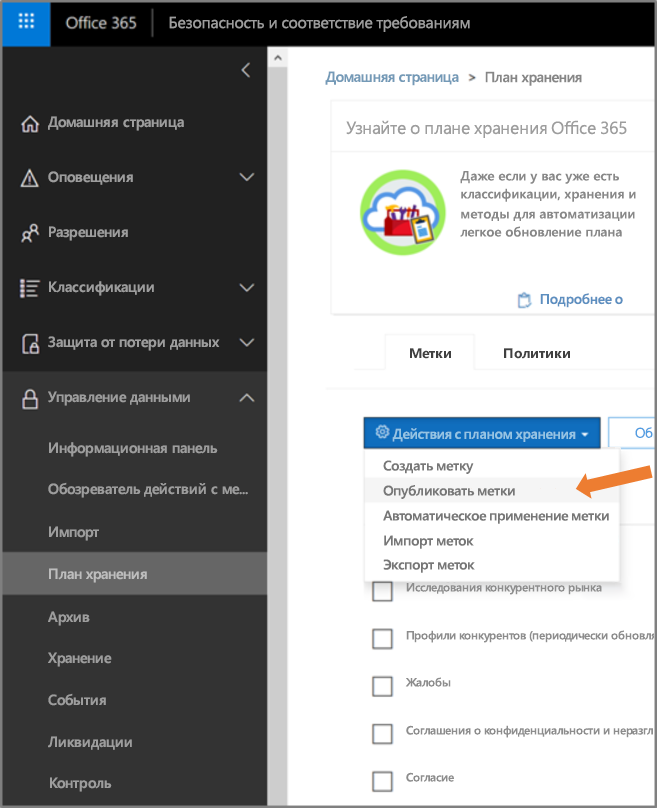 Office 365 Безопасность и соответствие требованиям
Домашняя страница
Оповещения
Разрешения
Классификации
Защита от потери данных
Управление данными
Информационная панель
Обозреватель действий с ме...
Импорт
План хранения
Архив
Хранение
События
Ликвидации
Контроль
Домашняя страница > План хранения
Узнайте о плане хранения Office 365
Даже если у вас уже есть
классификации, хранения и
методы для автоматизации
легкое обновление плана
Подробнее о
Метки Политики
Действия с планом хранения Об
Создать метку
Опубликовать метки
Автоматическое применение метки
Импорт меток
Экспорт меток
Исследования конкурентного рынка
Профили конкурентов (периодически обновля
Жалобы
Соглашения о конфиденциальности и неразгл
Согласие